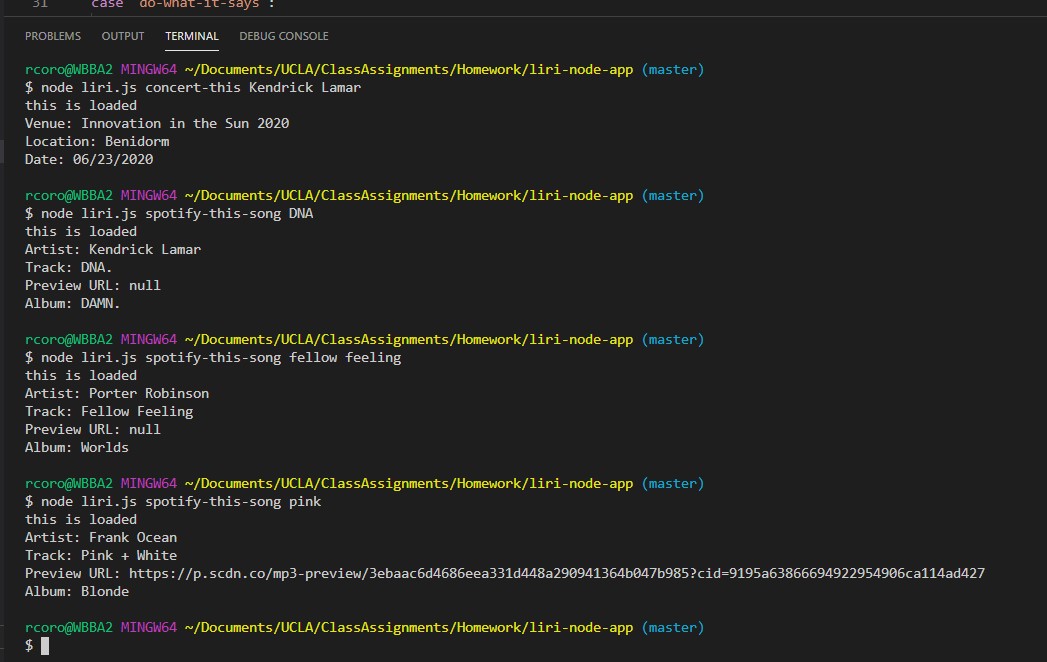 31 case 'do-what-it-says':
PROBLEMS OUTPUT TERMINAL DEBUG CONSOLE
rcoro@WBBA2 MINGW64 ~/Documents/UCLA/ClassAssignments/Homework/liri-node-app (master)
$ node liri.js concert-this Kendrick Lamar
this is loaded
Venue: Innovation in the Sun 2020
Location: Benidorm
Date: 06/23/2020
rcoro@WBBA2 MINGW64 ~/Documents/UCLA/ClassAssignments/Homework/liri-node-app (master)
$ node liri.js spotify-this-song DNA
this is loaded
Artist: Kendrick Lamar
Track: DNA.
Preview URL: null
Album: DAMN.
rcoro@WBBA2 MINGW64 ~/Documents/UCLA/ClassAssignments/Homework/liri-node-app (master)
$ node liri.js spotify-this-song fellow feeling
this is loaded
Artist: Porter Robinson
Track: Fellow Feeling
Preview URL: null
Album: Worlds
rcoro@WBBA2 MINGW64 ~/Documents/UCLA/ClassAssignments/Homework/liri-node-app (master)
$ node liri.js spotify-this-song pink
this is loaded
Artist: Frank Ocean
Track: Pink + White
Preview URL: https://p.scdn.co/mp3-preview/3ebaac6d4686eea331d448a290941364b047b985?cid=9195a63866694922954906ca114ad427
Album: Blonde
rcoro@WBBA2 MINGW64 ~/Documents/UCLA/ClassAssignments/Homework/liri-node-app (master)
$